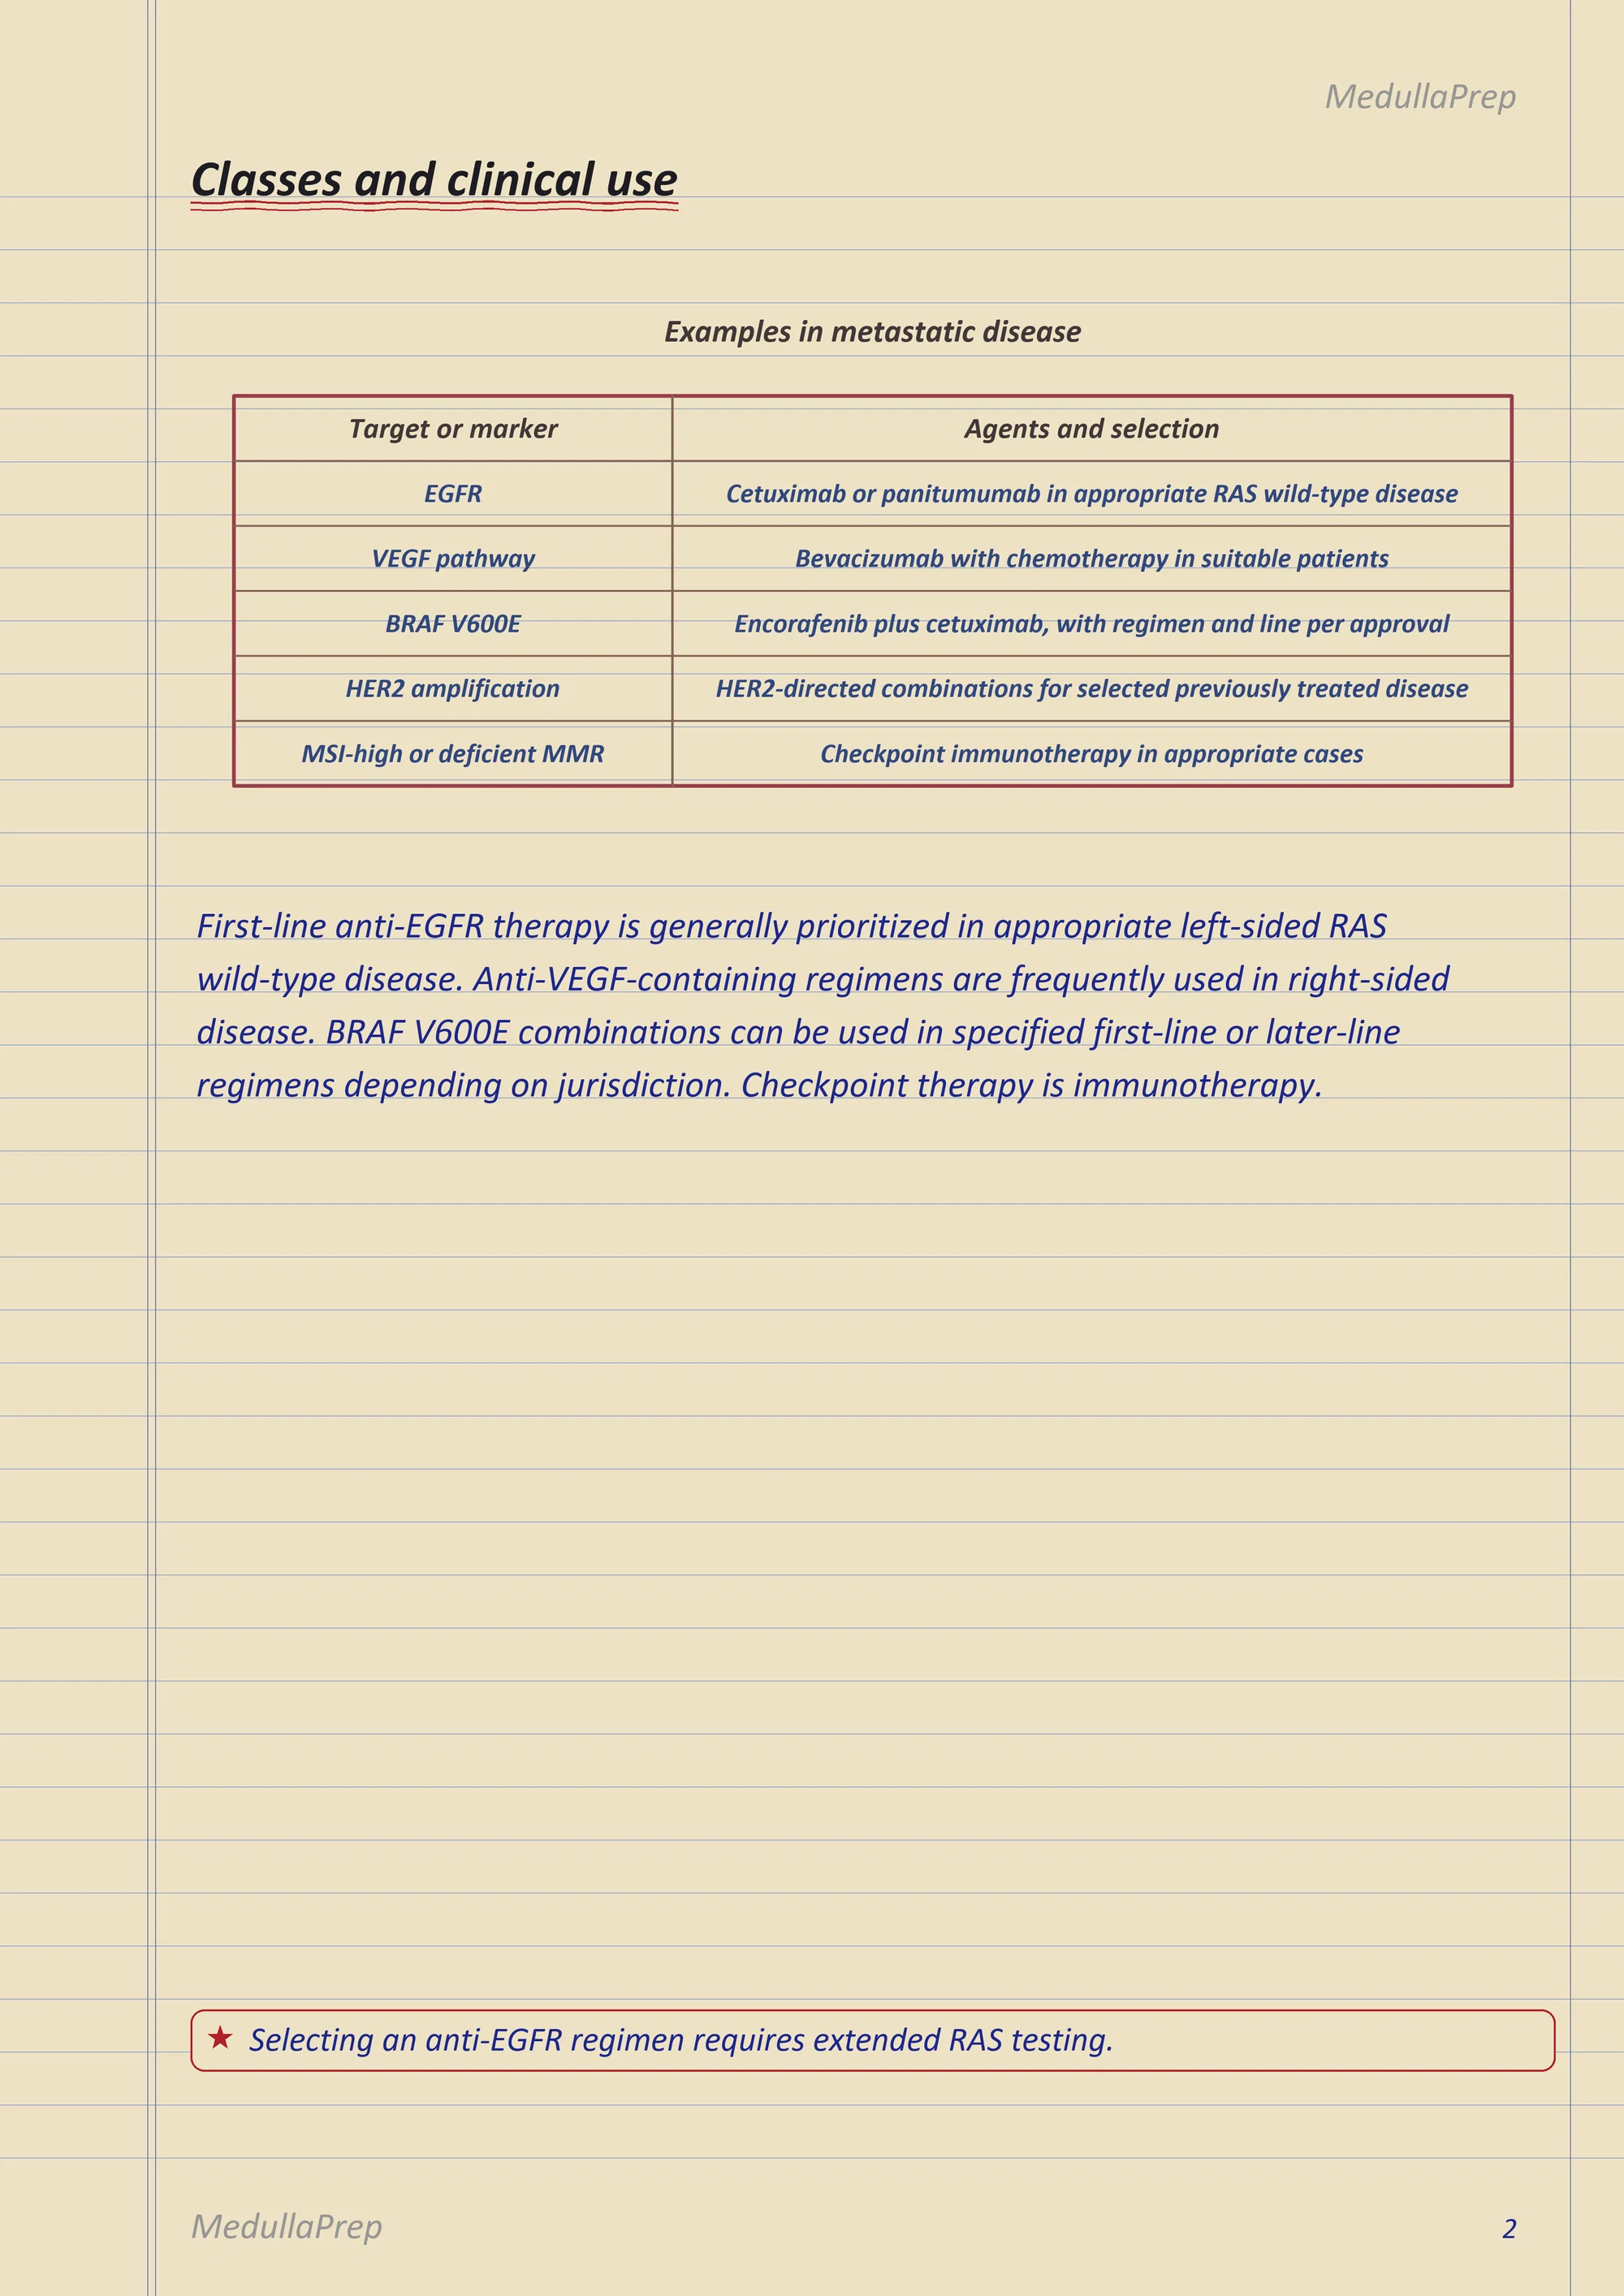 MedullaPrep
Classes and clinical use
Examples in metastatic disease
Target or marker Agents and selection
EGFR Cetuximab or panitumumab in appropriate RAS wild-type disease
VEGF pathway Bevacizumab with chemotherapy in suitable patients
BRAF V600E Encorafenib plus cetuximab, with regimen and line per approval
HER2 amplification HER2-directed combinations for selected previously treated disease
MSI-high or deficient MMR Checkpoint immunotherapy in appropriate cases
First-line anti-EGFR therapy is generally prioritized in appropriate left-sided RAS
wild-type disease. Anti-VEGF-containing regimens are frequently used in right-sided
disease. BRAF V600E combinations can be used in specified first-line or later-line
regimens depending on jurisdiction. Checkpoint therapy is immunotherapy.
★ Selecting an anti-EGFR regimen requires extended RAS testing.
MedullaPrep 2